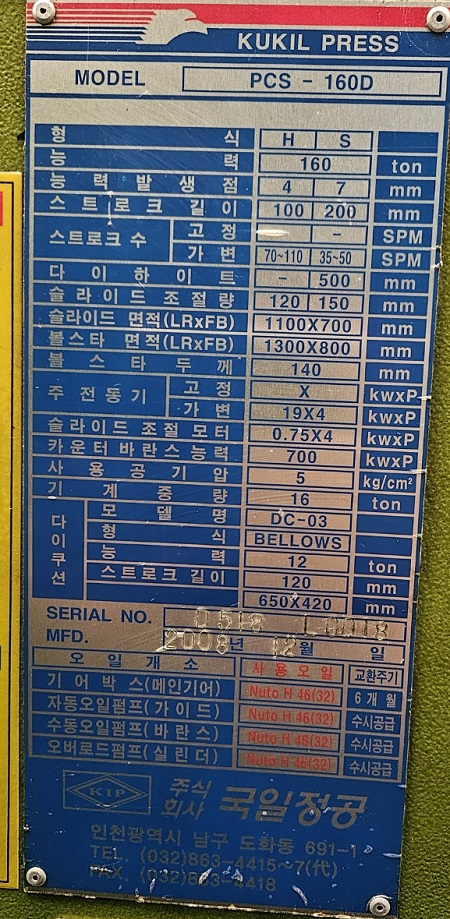 KUKIL PRESS
MODEL PCS - 160D
형 식 H S
능 력 160 ton
능 력 발 생 점 4 7 mm
스 트 로 크 길 이 100 200 mm
스트로크 수 고 정 - SPM
가 변 70~110 35~50 SPM
다 이 하 이 트 - 500 mm
슬 라 이 드 조 절 량 120 150 mm
슬라이드 면적(LRxFB) 1100X700 mm
볼스타 면적(LRxFB) 1300X800 mm
볼 스 타 두 께 140 mm
주 전 동 기 고 정 X kwxP
가 변 19X4 kwxP
슬 라 이 드 조 절 모 터 0.75X4 kwxP
카 운 터 바 란 스 능 력 700 kwxP
사 용 공 기 압 5 kg/cm²
기 계 중 량 16 ton
다 이 쿠 션 모 델 명 DC-03
형 식 BELLOWS
능 력 12 ton
스 트 로 크 길 이 120 mm
650X420 mm
SERIAL NO.
MFD. 2008년 12월 일
오 일 개 소 사 용 오 일 교환주기
기 어 박 스(메인기어) Nuto H 46(32) 6 개 월
자동오일펌프(가 이 드) Nuto H 46(32) 수시공급
수동오일펌프(바 란 스) Nuto H 46(32) 수시공급
오버로드펌프(실 린 더) Nuto H 46(32) 수시공급
KIP 주식회사 국일정공
인천광역시 남구 도화동 691-1
TEL. (032)863-4415~7(代)
FAX. (032)863-4418